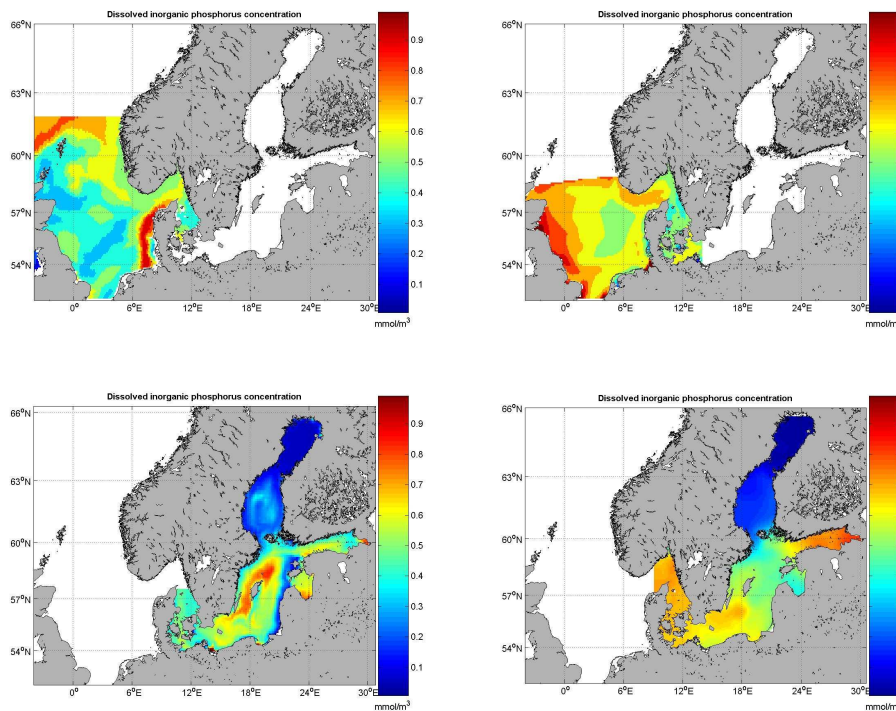 Dissolved inorganic phosphorus concentration
66°N
63°N
60°N
57°N
54°N
0°
6°E
12°E
18°E
24°E
30°E
0.9
0.8
0.7
0.6
0.5
0.4
0.3
0.2
0.1
mmol/m³
Dissolved inorganic phosphorus concentration
66°N
63°N
60°N
57°N
54°N
0°
6°E
12°E
18°E
24°E
30°E
mmol/m
Dissolved inorganic phosphorus concentration
66°N
63°N
60°N
57°N
54°N
0°
6°E
12°E
18°E
24°E
30°E
0.9
0.8
0.7
0.6
0.5
0.4
0.3
0.2
0.1
mmol/m³
Dissolved inorganic phosphorus concentration
66°N
63°N
60°N
57°N
54°N
0°
6°E
12°E
18°E
24°E
30°E
mmol/m